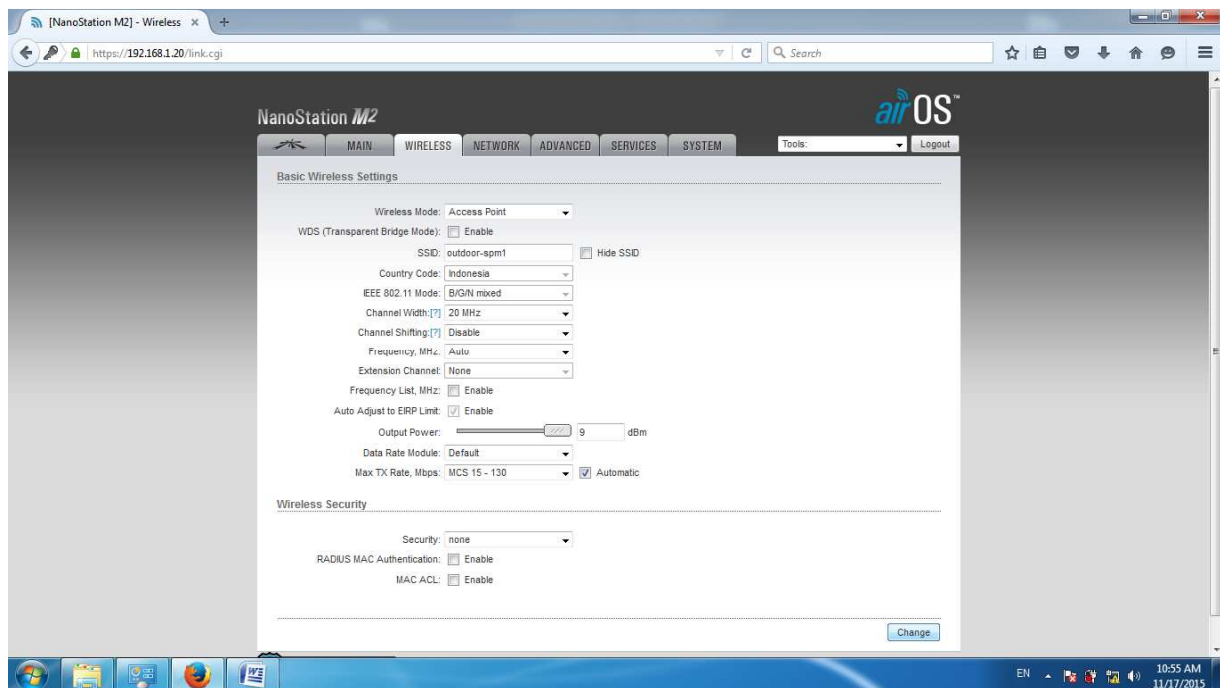 [NanoStation M2] - Wireless
https://192.168.1.20/link.cgi
Search
NanoStation M2
airOS™
MAIN WIRELESS NETWORK ADVANCED SERVICES SYSTEM Tools: Logout
Basic Wireless Settings
Wireless Mode: Access Point
WDS (Transparent Bridge Mode): Enable
SSID: outdoor-spm1 Hide SSID
Country Code: Indonesia
IEEE 802.11 Mode: B/G/N mixed
Channel Width:[?] 20 MHz
Channel Shifting:[?] Disable
Frequency, MHz: Auto
Extension Channel: None
Frequency List, MHz: Enable
Auto Adjust to EIRP Limit: Enable
Output Power: 9 dBm
Data Rate Module: Default
Max TX Rate, Mbps: MCS 15 - 130 Automatic
Wireless Security
Security: none
RADIUS MAC Authentication: Enable
MAC ACL: Enable
Change
EN
10:55 AM
11/17/2015